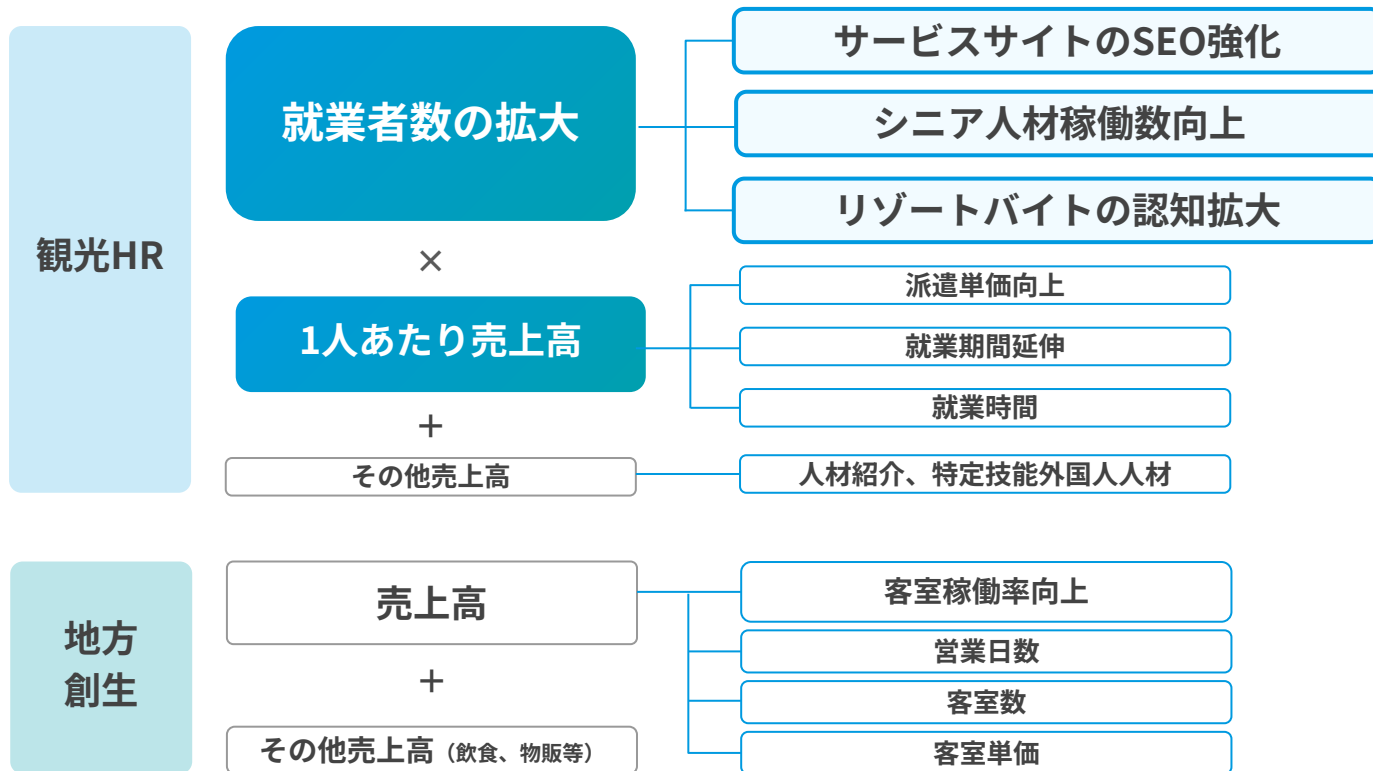 観光HR
就業者数の拡大
サービスサイトのSEO強化
シニア人材稼働数向上
リゾートバイトの認知拡大
×
1人あたり売上高
派遣単価向上
就業期間延伸
就業時間
+
その他売上高
人材紹介、特定技能外国人人材
地方
創生
売上高
客室稼働率向上
営業日数
客室数
客室単価
+
その他売上高（飲食、物販等）